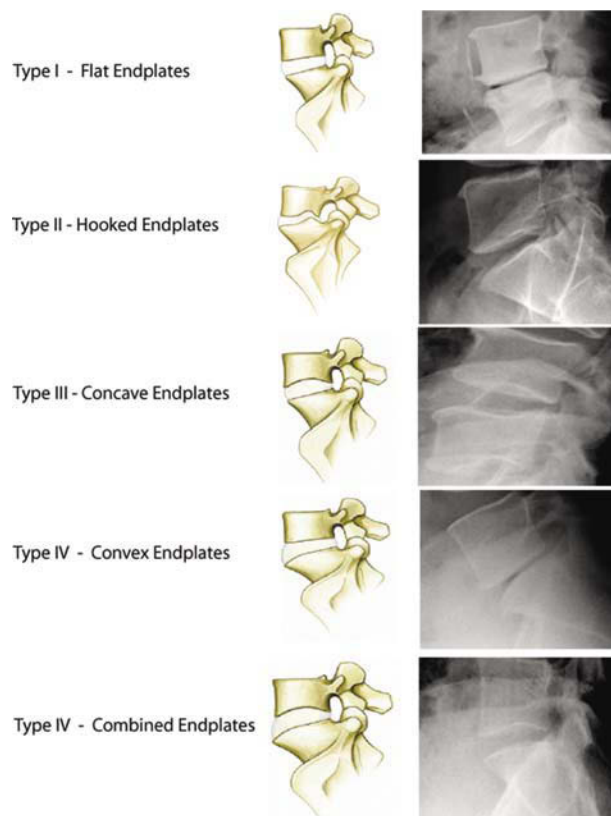 Type I - Flat Endplates
Type II - Hooked Endplates
Type III - Concave Endplates
Type IV - Convex Endplates
Type IV - Combined Endplates